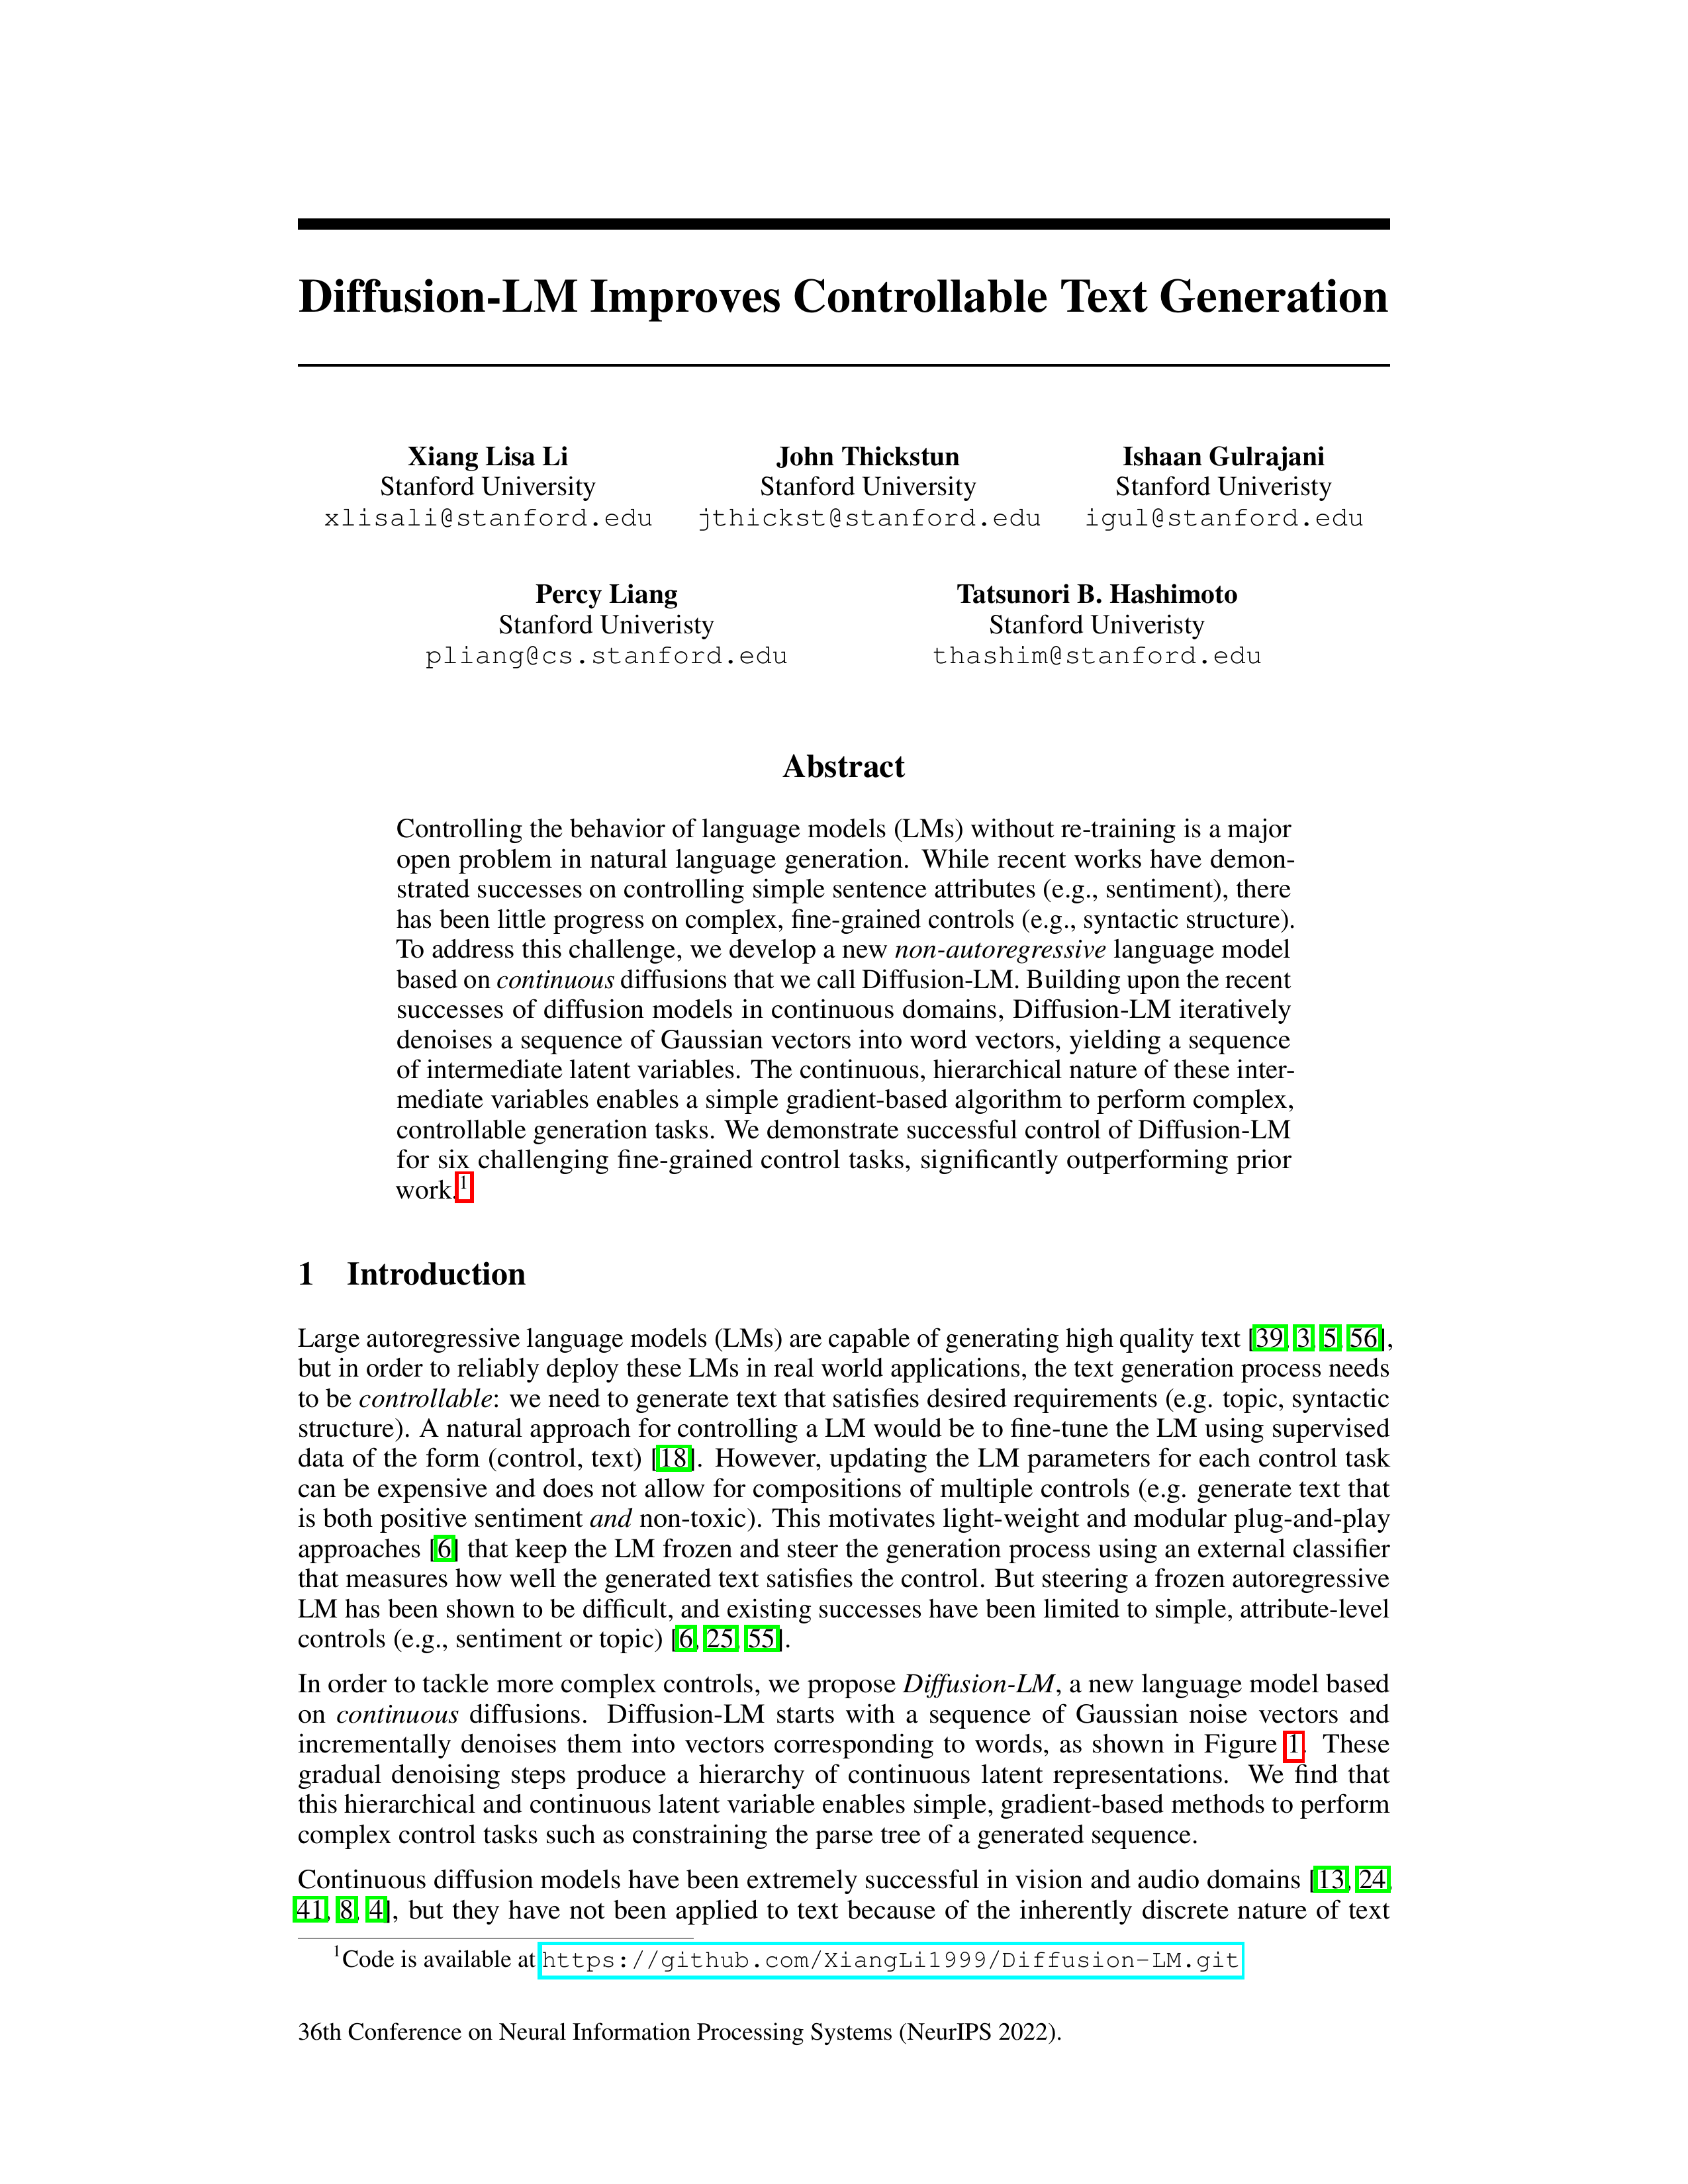 Diffusion-LM Improves Controllable Text Generation
Xiang Lisa Li
Stanford University
xlisali@stanford.edu
John Thickstun
Stanford University
jthickst@stanford.edu
Ishaan Gulrajani
Stanford Univeristy
igul@stanford.edu
Percy Liang
Stanford Univeristy
pliang@cs.stanford.edu
Tatsunori B. Hashimoto
Stanford Univeristy
thashim@stanford.edu
Abstract
Controlling the behavior of language models (LMs) without re-training is a major
open problem in natural language generation. While recent works have demon-
strated successes on controlling simple sentence attributes (e.g., sentiment), there
has been little progress on complex, fine-grained controls (e.g., syntactic structure).
To address this challenge, we develop a new non-autoregressive language model
based on continuous diffusions that we call Diffusion-LM. Building upon the recent
successes of diffusion models in continuous domains, Diffusion-LM iteratively
denoises a sequence of Gaussian vectors into word vectors, yielding a sequence
of intermediate latent variables. The continuous, hierarchical nature of these inter-
mediate variables enables a simple gradient-based algorithm to perform complex,
controllable generation tasks. We demonstrate successful control of Diffusion-LM
for six challenging fine-grained control tasks, significantly outperforming prior
work.1
1 Introduction
Large autoregressive language models (LMs) are capable of generating high quality text [39, 3, 5, 56],
but in order to reliably deploy these LMs in real world applications, the text generation process needs
to be controllable: we need to generate text that satisfies desired requirements (e.g. topic, syntactic
structure). A natural approach for controlling a LM would be to fine-tune the LM using supervised
data of the form (control, text) [18]. However, updating the LM parameters for each control task
can be expensive and does not allow for compositions of multiple controls (e.g. generate text that
is both positive sentiment and non-toxic). This motivates light-weight and modular plug-and-play
approaches [6] that keep the LM frozen and steer the generation process using an external classifier
that measures how well the generated text satisfies the control. But steering a frozen autoregressive
LM has been shown to be difficult, and existing successes have been limited to simple, attribute-level
controls (e.g., sentiment or topic) [6, 25, 55].
In order to tackle more complex controls, we propose Diffusion-LM, a new language model based
on continuous diffusions. Diffusion-LM starts with a sequence of Gaussian noise vectors and
incrementally denoises them into vectors corresponding to words, as shown in Figure 1. These
gradual denoising steps produce a hierarchy of continuous latent representations. We find that
this hierarchical and continuous latent variable enables simple, gradient-based methods to perform
complex control tasks such as constraining the parse tree of a generated sequence.
Continuous diffusion models have been extremely successful in vision and audio domains [13, 24,
41, 8, 4], but they have not been applied to text because of the inherently discrete nature of text
1Code is available at https://github.com/XiangLi1999/Diffusion-LM.git
36th Conference on Neural Information Processing Systems (NeurIPS 2022).